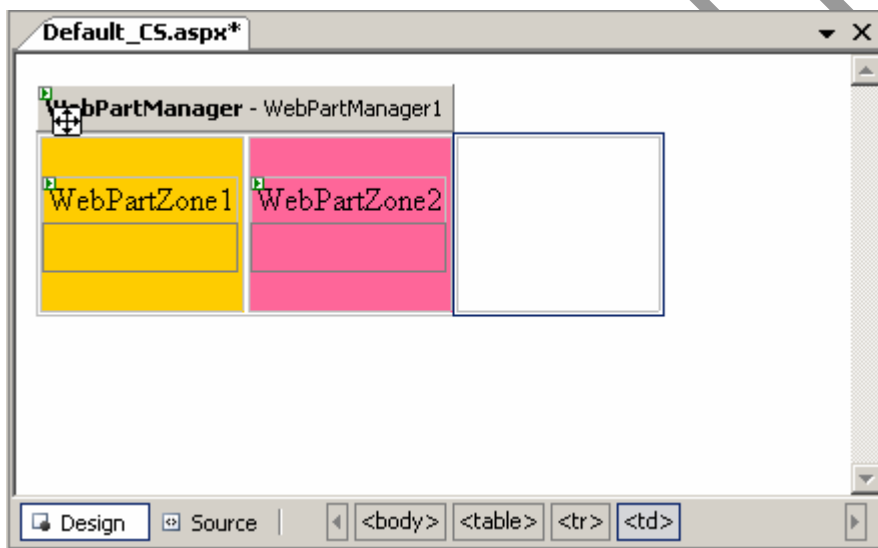 Default_CS.aspx*
WebPartManager - WebPartManager1
WebPartZone1 WebPartZone2
Design Source <body> <table> <tr> <td>